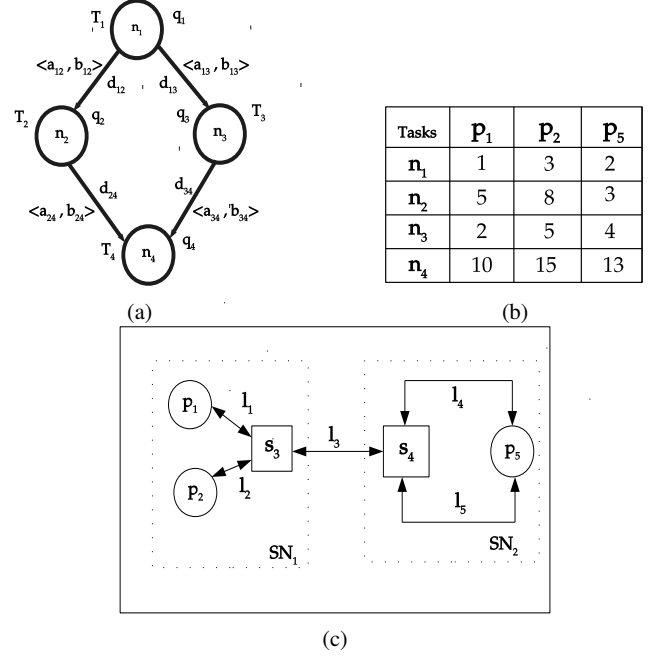 T₁ n₁ q₁
<a₁₂, b₁₂> <a₁₃, b₁₃>
d₁₂ d₁₃
T₂ q₂ q₃ T₃
n₂ n₃
d₂₄ d₃₄
<a₂₄, b₂₄> <a₃₄, b₃₄>
q₄
T₄ n₄
(a)
Tasks p₁ p₂ p₅
n₁ 1 3 2
n₂ 5 8 3
n₃ 2 5 4
n₄ 10 15 13
(b)
p₁ l₁ s₃ l₂ p₂ SN₁
l₃
l₄ s₄ p₅ l₅ SN₂
(c)